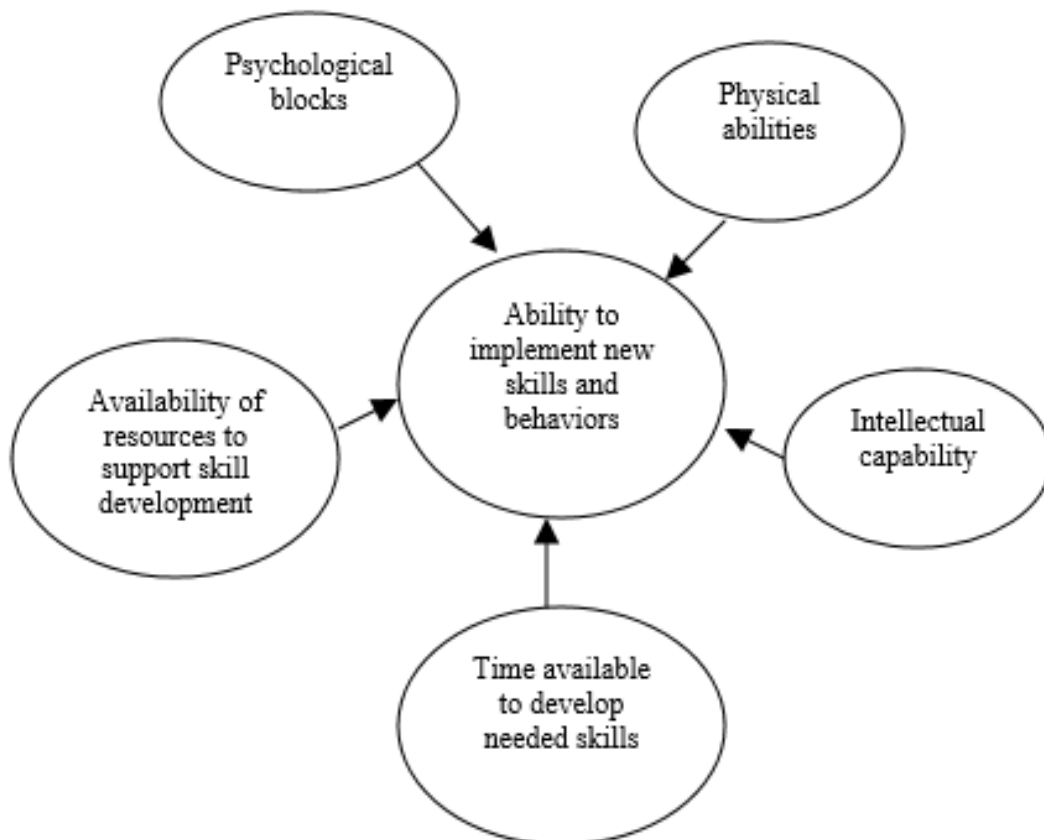 Psychological
blocks
Physical
abilities
Ability to
implement new
skills and
behaviors
Availability of
resources to
support skill
development
Intellectual
capability
Time available
to develop
needed skills